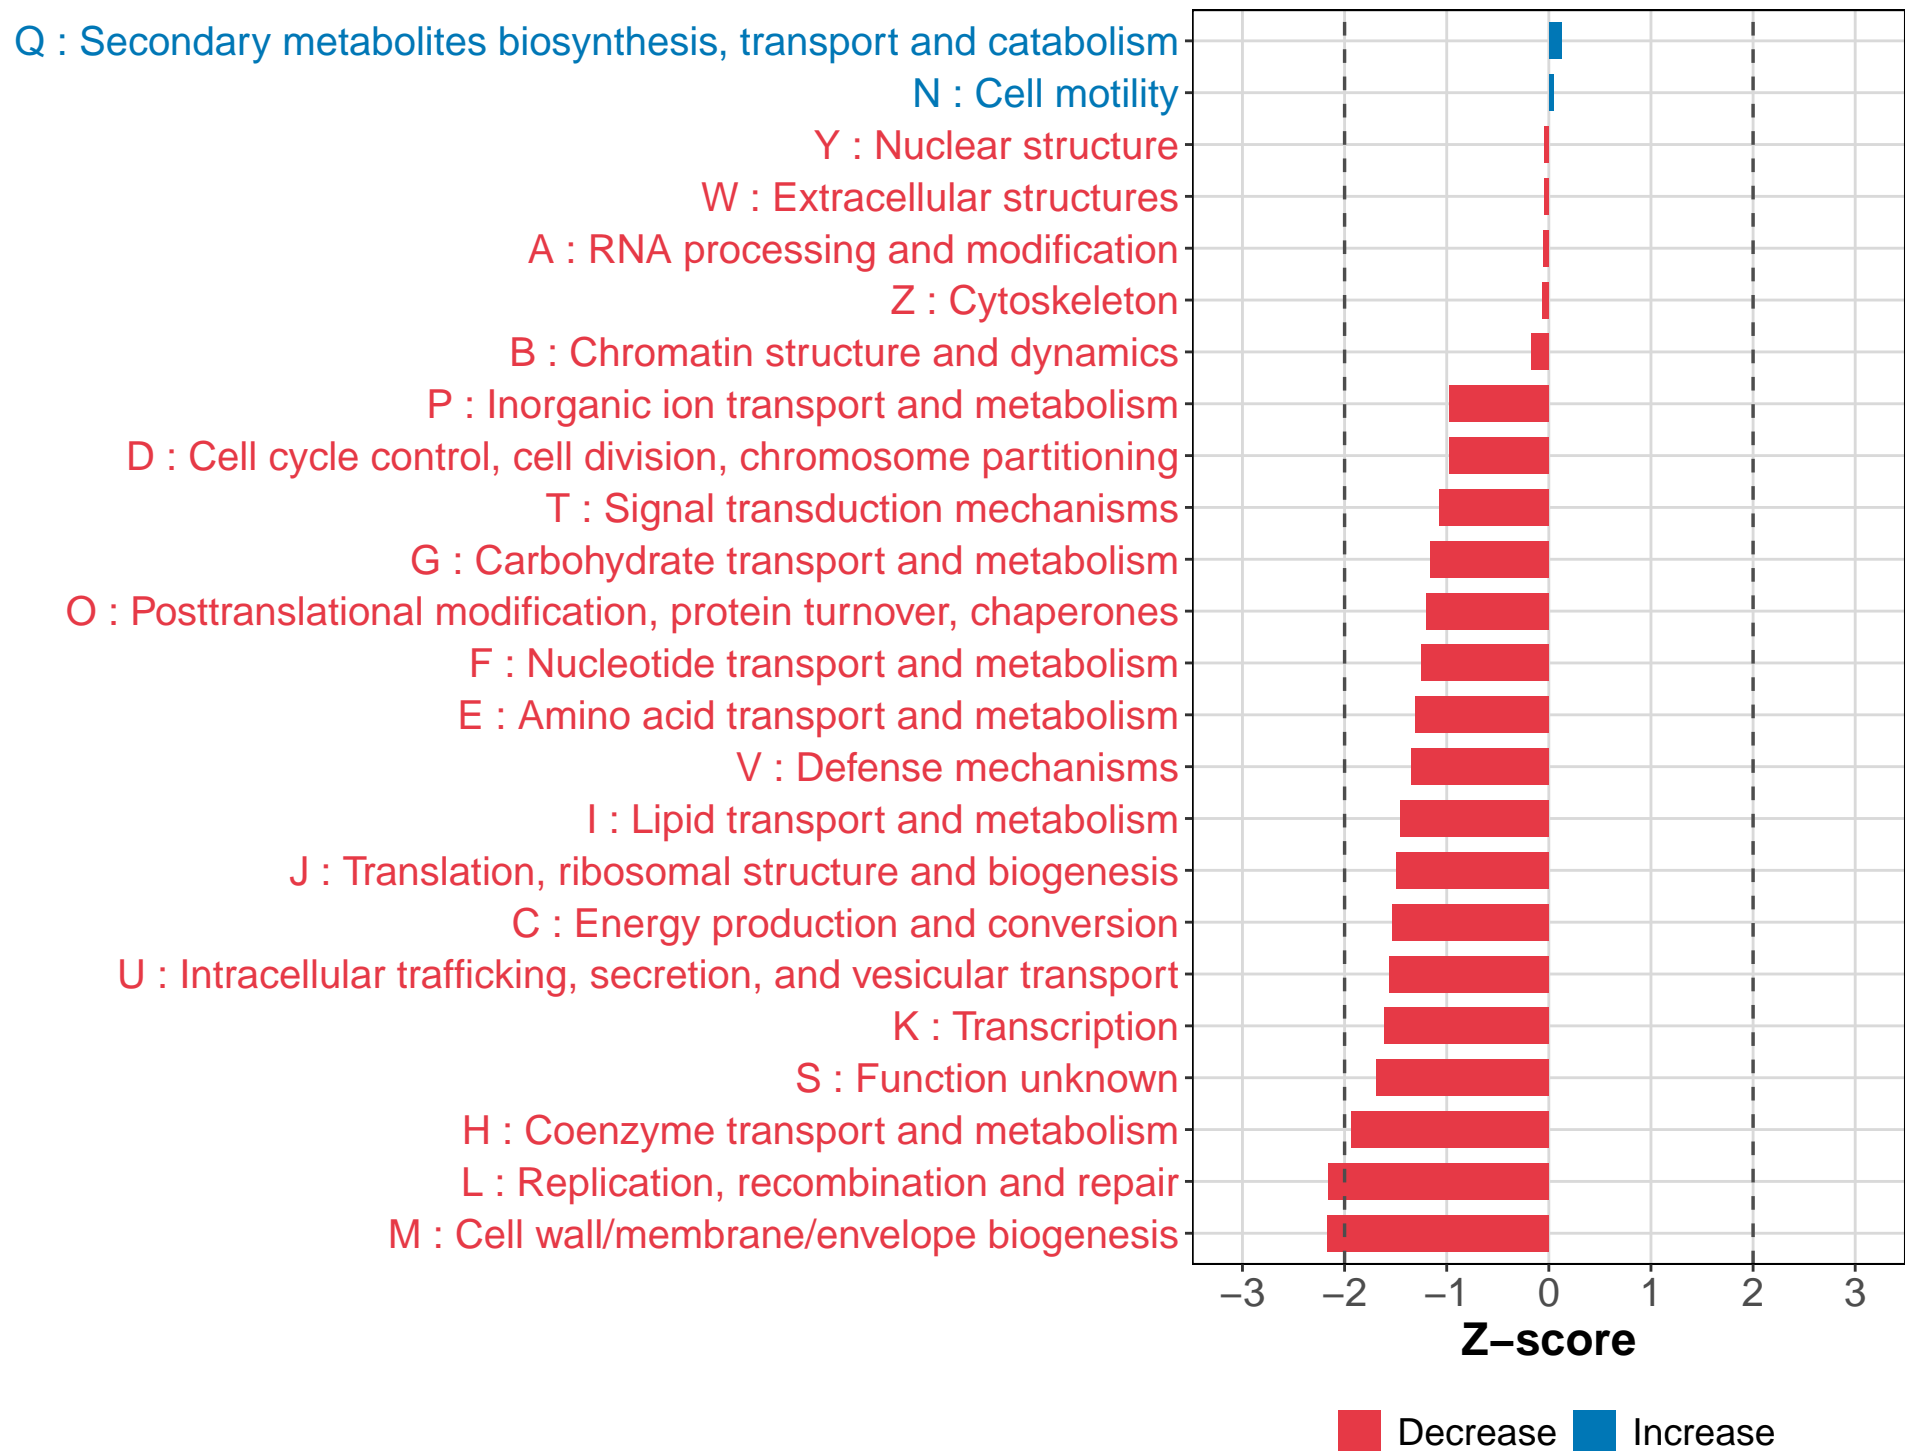 Q : Secondary metabolites biosynthesis, transport and catabolism
N : Cell motility
Y : Nuclear structure
W : Extracellular structures
A : RNA processing and modification
Z : Cytoskeleton
B : Chromatin structure and dynamics
P : Inorganic ion transport and metabolism
D : Cell cycle control, cell division, chromosome partitioning
T : Signal transduction mechanisms
G : Carbohydrate transport and metabolism
O : Posttranslational modification, protein turnover, chaperones
F : Nucleotide transport and metabolism
E : Amino acid transport and metabolism
V : Defense mechanisms
I : Lipid transport and metabolism
J : Translation, ribosomal structure and biogenesis
C : Energy production and conversion
U : Intracellular trafficking, secretion, and vesicular transport
K : Transcription
S : Function unknown
H : Coenzyme transport and metabolism
L : Replication, recombination and repair
M : Cell wall/membrane/envelope biogenesis
−3 −2 −1 0 1 2 3
Z−score
Decrease Increase